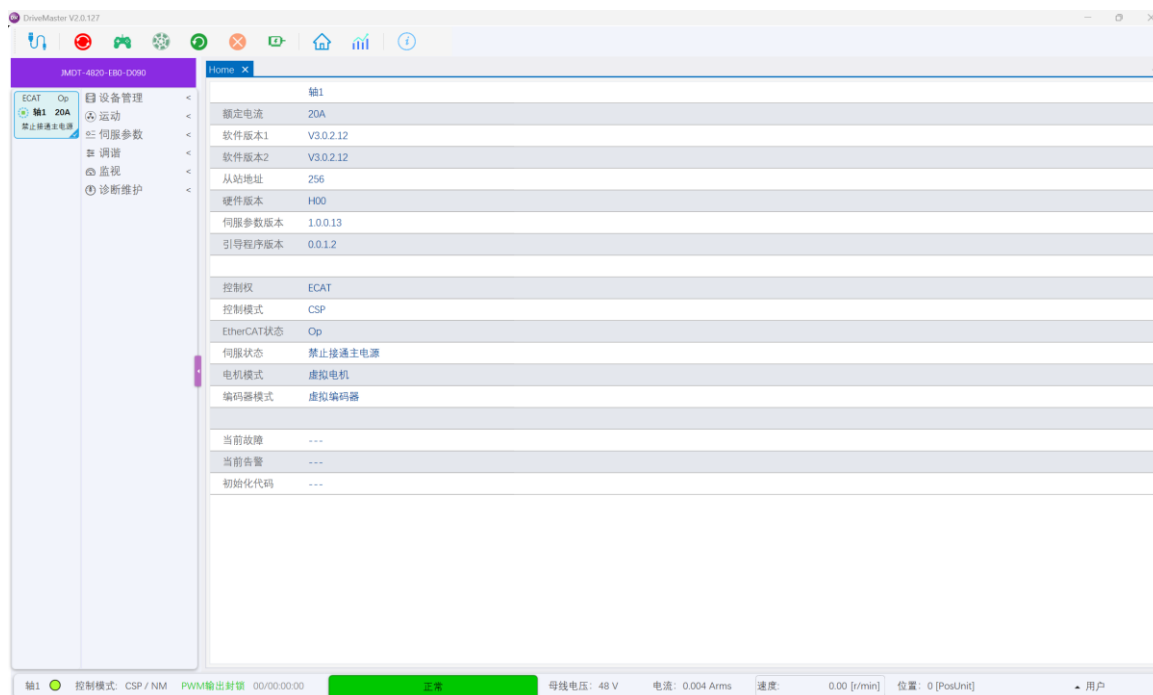 DriveMaster V2.0.127
JMDT-4820-EB0-D090
ECAT Op
轴1 20A
禁止接通主电源
设备管理 <
运动 <
伺服参数 <
调谐 <
监视 <
诊断维护 <
Home ×
轴1
额定电流 20A
软件版本1 V3.0.2.12
软件版本2 V3.0.2.12
从站地址 256
硬件版本 H00
伺服参数版本 1.0.0.13
引导程序版本 0.0.1.2
控制权 ECAT
控制模式 CSP
EtherCAT状态 Op
伺服状态 禁止接通主电源
电机模式 虚拟电机
编码器模式 虚拟编码器
当前故障 ---
当前告警 ---
初始化代码 ---
轴1 控制模式: CSP / NM PWM输出封锁 00/00:00:00 正常 母线电压: 48 V 电流: 0.004 Arms 速度: 0.00 [r/min] 位置: 0 [PosUnit] 用户